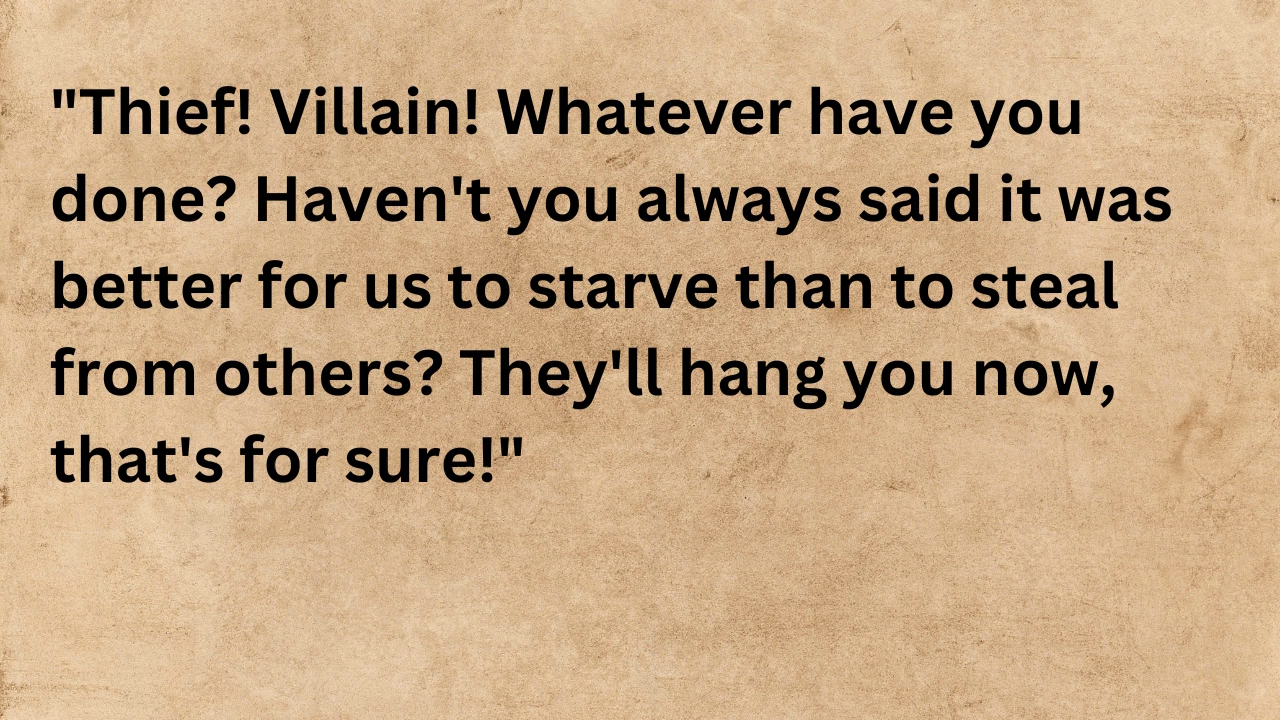 "Thief! Villain! Whatever have you
done? Haven't you always said it was
better for us to starve than to steal
from others? They'll hang you now,
that's for sure!"